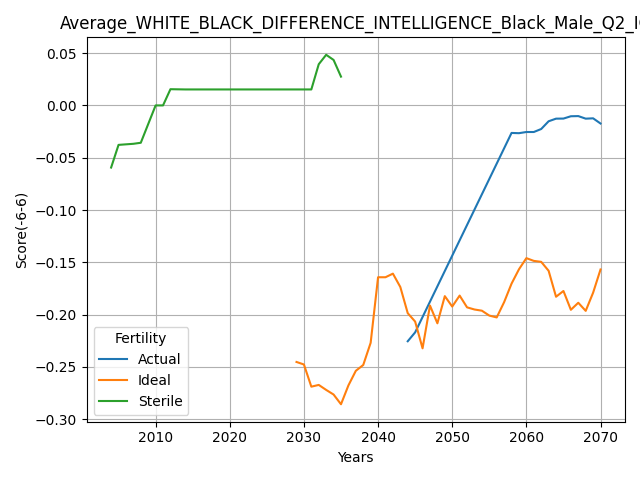 Average_WHITE_BLACK_DIFFERENCE_INTELLIGENCE_Black_Male_Q2_I
0.05
0.00
−0.05
−0.10
−0.15
−0.20
−0.25
−0.30
Score(-6-6)
Fertility
Actual
Ideal
Sterile
2010 2020 2030 2040 2050 2060 2070
Years